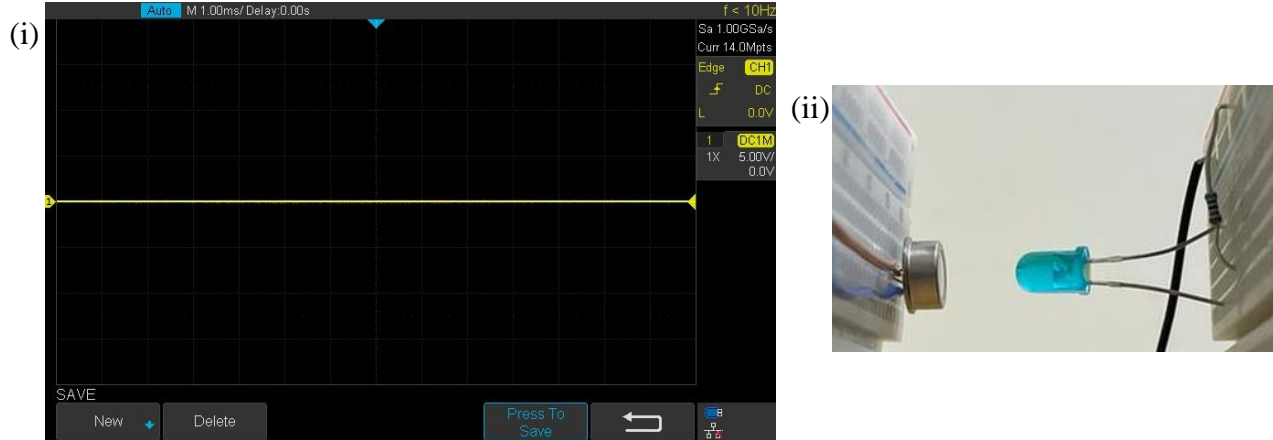 (i)
Auto M 1.00ms/ Delay:0.00s f < 10Hz
Sa 1.00GSa/s
Curr 14.0Mpts
Edge CH1
DC
L 0.0V
1 DC1M
1X 5.00V/
0.0V
1
SAVE
New Delete Press To Save
(ii)